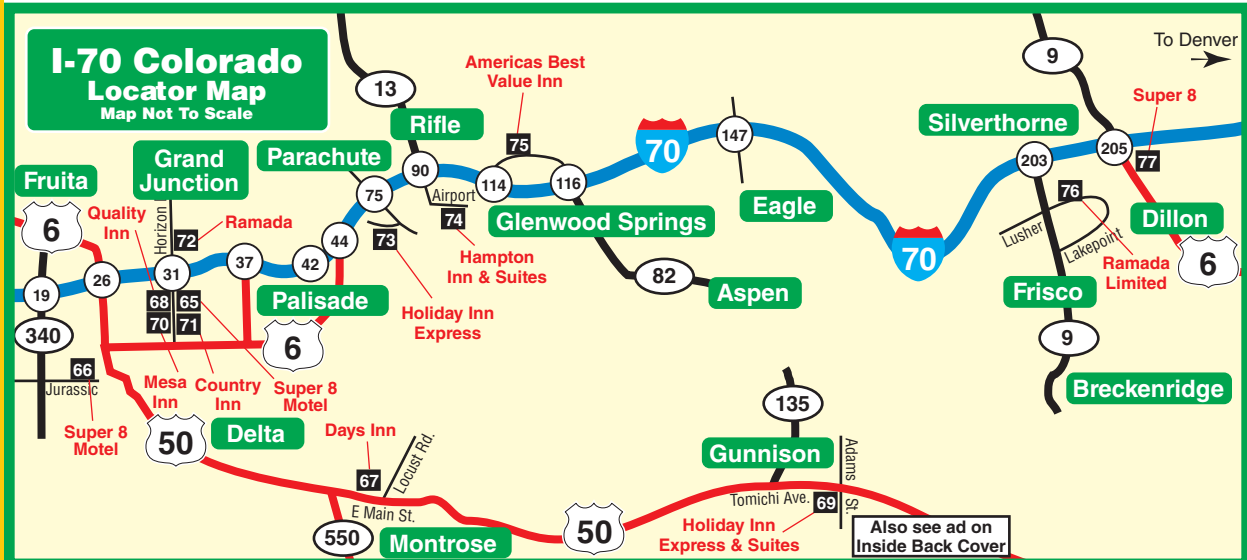 I-70 Colorado
Locator Map
Map Not To Scale
To Denver
13
Americas Best
Value Inn
9
Super 8
Rifle
Silverthorne
70
147
205
77
75
203
Grand
Junction
Parachute
90
114
116
Fruita
75
Airport
74
Glenwood Springs
Eagle
76
Dillon
6
Quality
Inn
Horizon
72
Ramada
73
Hampton
Inn & Suites
Lusher
Lakepoint
44
70
Ramada
Limited
6
26
31
37
42
82
Aspen
19
68
65
Palisade
Holiday Inn
Express
Frisco
70
71
340
6
9
66
Jurassic
Mesa
Inn
Country
Inn
Super 8
Motel
Breckenridge
Super 8
Motel
50
Delta
Days Inn
135
Gunnison
67
Locust Rd.
Adams St.
Tomichi Ave.
69
E Main St.
550
Montrose
50
Holiday Inn
Express & Suites
Also see ad on
Inside Back Cover